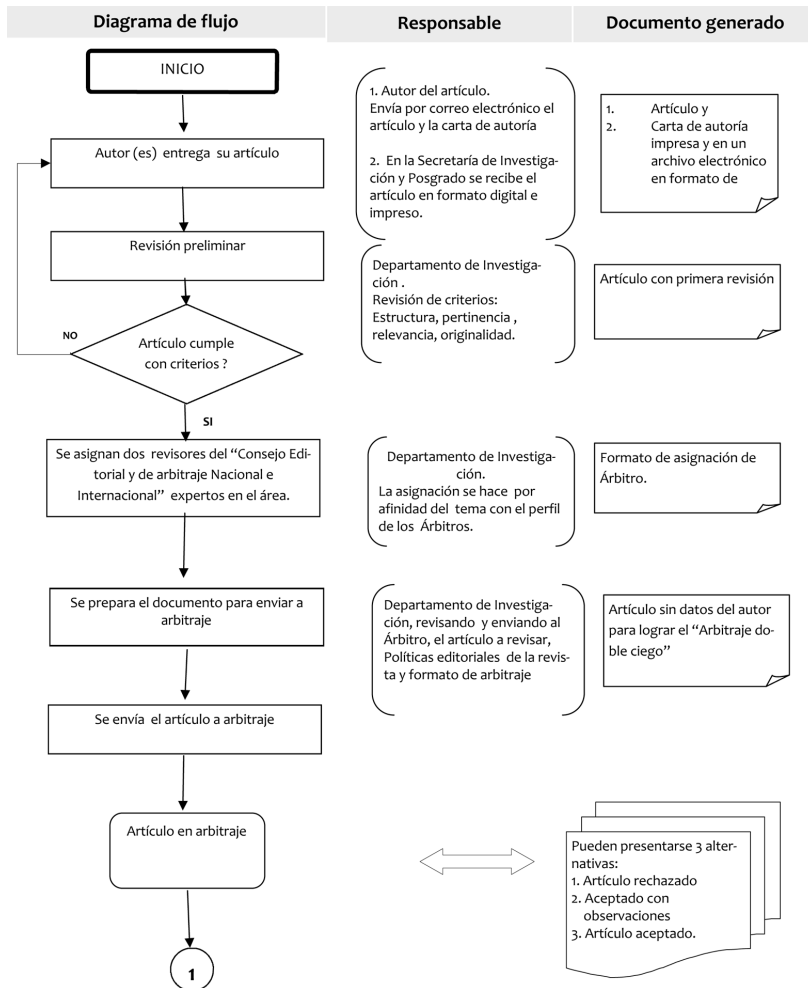 Diagrama de flujo
Responsable
Documento generado
INICIO
1. Autor del artículo.
Envía por correo electrónico el
artículo y la carta de autoría
2. En la Secretaría de Investiga-
ción y Posgrado se recibe el
artículo en formato digital e
impreso.
1. Artículo y
2. Carta de autoría
impresa y en un
archivo electrónico
en formato de
Autor (es) entrega su artículo
Revisión preliminar
Departamento de Investiga-
ción .
Revisión de criterios:
Estructura, pertinencia ,
relevancia, originalidad.
Artículo con primera revisión
NO
Artículo cumple
con criterios ?
SI
Se asignan dos revisores del “Consejo Edi-
torial y de arbitraje Nacional e
Internacional” expertos en el área.
Departamento de Investiga-
ción.
La asignación se hace por
afinidad del tema con el perfil
de los Árbitros.
Formato de asignación de
Árbitro.
Se prepara el documento para enviar a
arbitraje
Departamento de Investiga-
ción, revisando y enviando al
Árbitro, el artículo a revisar,
Políticas editoriales de la revis-
ta y formato de arbitraje
Artículo sin datos del autor
para lograr el “Arbitraje do-
ble ciego”
Se envía el artículo a arbitraje
Artículo en arbitraje
Pueden presentarse 3 alter-
nativas:
1. Artículo rechazado
2. Aceptado con
observaciones
3. Artículo aceptado.
1